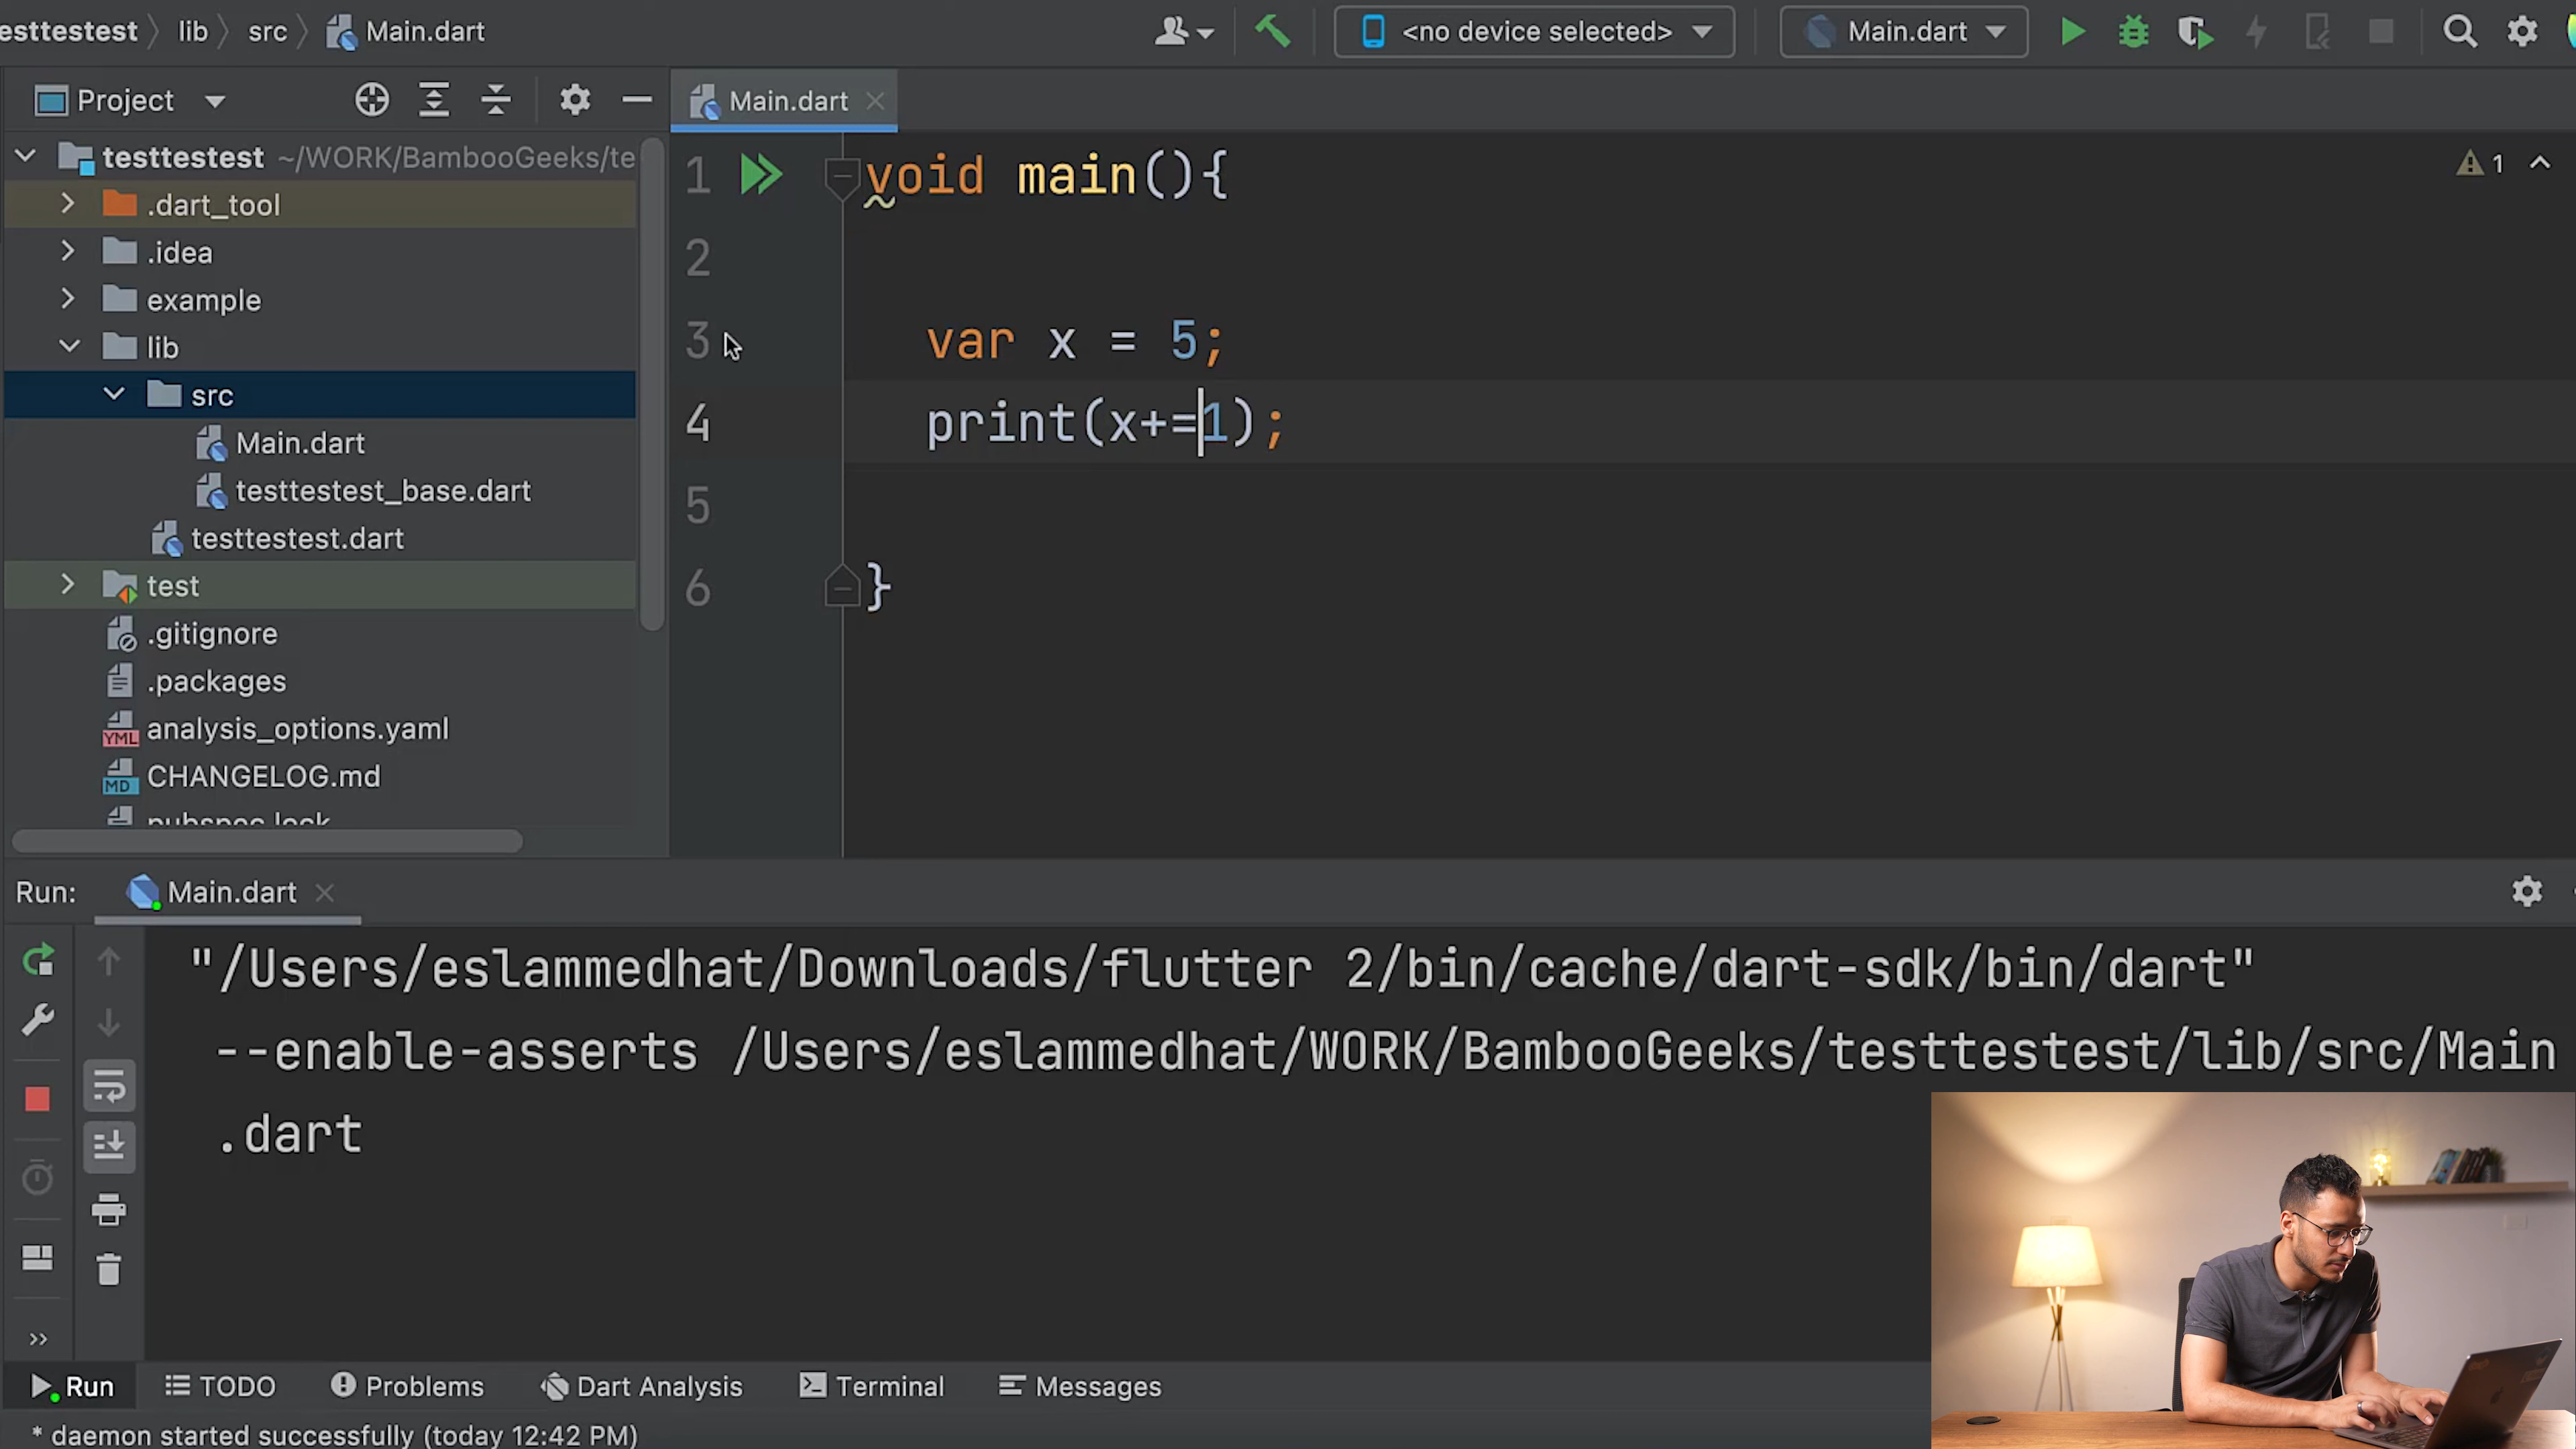 esttestest lib src Main.dart <no device selected> Main.dart
Project
Main.dart
testtestest ~/WORK/BambooGeeks/te
.dart_tool
.idea
example
lib
src
Main.dart
testtestest_base.dart
testtestest.dart
test
.gitignore
.packages
analysis_options.yaml
YML
CHANGELOG.md
MD
pubspec.lock
1 void main(){
1
2
3 var x = 5;
4 print(x+=1);
5
6 }
Run: Main.dart
"/Users/eslammedhat/Downloads/flutter 2/bin/cache/dart-sdk/bin/dart"
--enable-asserts /Users/eslammedhat/WORK/BambooGeeks/testtestest/lib/src/Main
.dart
Run TODO Problems Dart Analysis Terminal Messages
* daemon started successfully (today 12:42 PM)